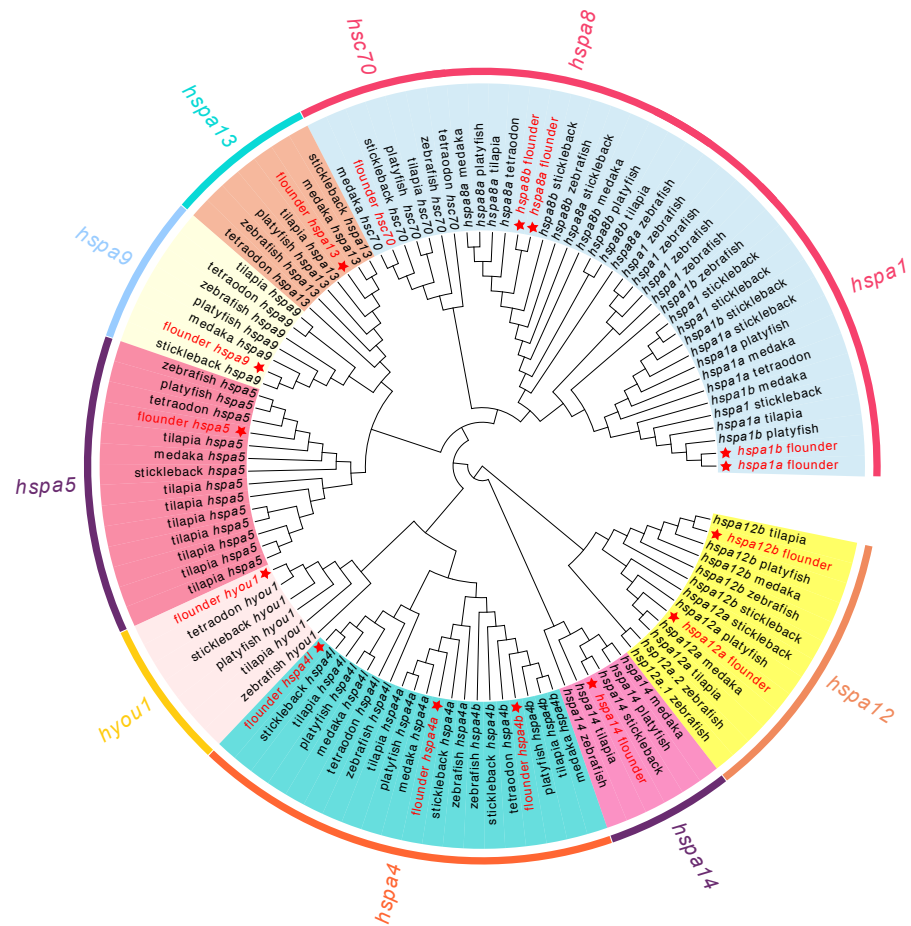 hsc70
hspa8
hspa1
hspa12
hspa14
hspa4
hyou1
hspa5
hspa9
hspa13
medaka hsc70
flounder hsc70
stickleback hsc70
platyfish hsc70
tilapia hsc70
zebrafish hsc70
tetraodon hsc70
hspa8a medaka
hspa8a platyfish
hspa8a tilapia
hspa8a tetraodon
hspa8b flounder
hspa8a flounder
hspa8b stickleback
hspa8b zebrafish
hspa8a stickleback
hspa8b medaka
hspa8b platyfish
hspa8b tilapia
hspa8a zebrafish
hspa1 zebrafish
hspa1 zebrafish
hspa1 zebrafish
hspa1b zebrafish
hspa1 stickleback
hspa1 stickleback
hspa1b stickleback
hspa1a stickleback
hspa1a platyfish
hspa1a medaka
hspa1a tetraodon
hspa1b medaka
hspa1 stickleback
hspa1a tilapia
hspa1b platyfish
hspa1b flounder
hspa1a flounder
hspa12b tilapia
hspa12b flounder
hspa12b platyfish
hspa12b medaka
hspa12b zebrafish
hspa12b stickleback
hspa12a stickleback
hspa12a platyfish
hspa12a flounder
hspa12a medaka
hspa12a tilapia
hspa12a.2 zebrafish
hspa12a.1 zebrafish
hspa14 medaka
hspa14 platyfish
hspa14 stickleback
hspa14 flounder
hspa14 tilapia
hspa14 zebrafish
medaka hspa4b
tilapia hspa4b
platyfish hspa4b
flounder hspa4b
tetraodon hspa4b
stickleback hspa4b
zebrafish hspa4b
zebrafish hspa4a
stickleback hspa4a
flounder hspa4a
medaka hspa4a
platyfish hspa4a
tilapia hspa4a
zebrafish hspa4l
tetraodon hspa4l
medaka hspa4l
platyfish hspa4l
tilapia hspa4l
stickleback hspa4l
flounder hspa4l
zebrafish hyou1
tilapia hyou1
platyfish hyou1
stickleback hyou1
tetraodon hyou1
flounder hyou1
tilapia hspa5
tilapia hspa5
tilapia hspa5
tilapia hspa5
tilapia hspa5
tilapia hspa5
stickleback hspa5
medaka hspa5
tilapia hspa5
flounder hspa5
tetraodon hspa5
platyfish hspa5
zebrafish hspa5
stickleback hspa9
flounder hspa9
medaka hspa9
platyfish hspa9
zebrafish hspa9
tetraodon hspa9
tilapia hspa9
tetraodon hspa13
zebrafish hspa13
platyfish hspa13
tilapia hspa13
flounder hspa13
medaka hspa13
stickleback hspa13